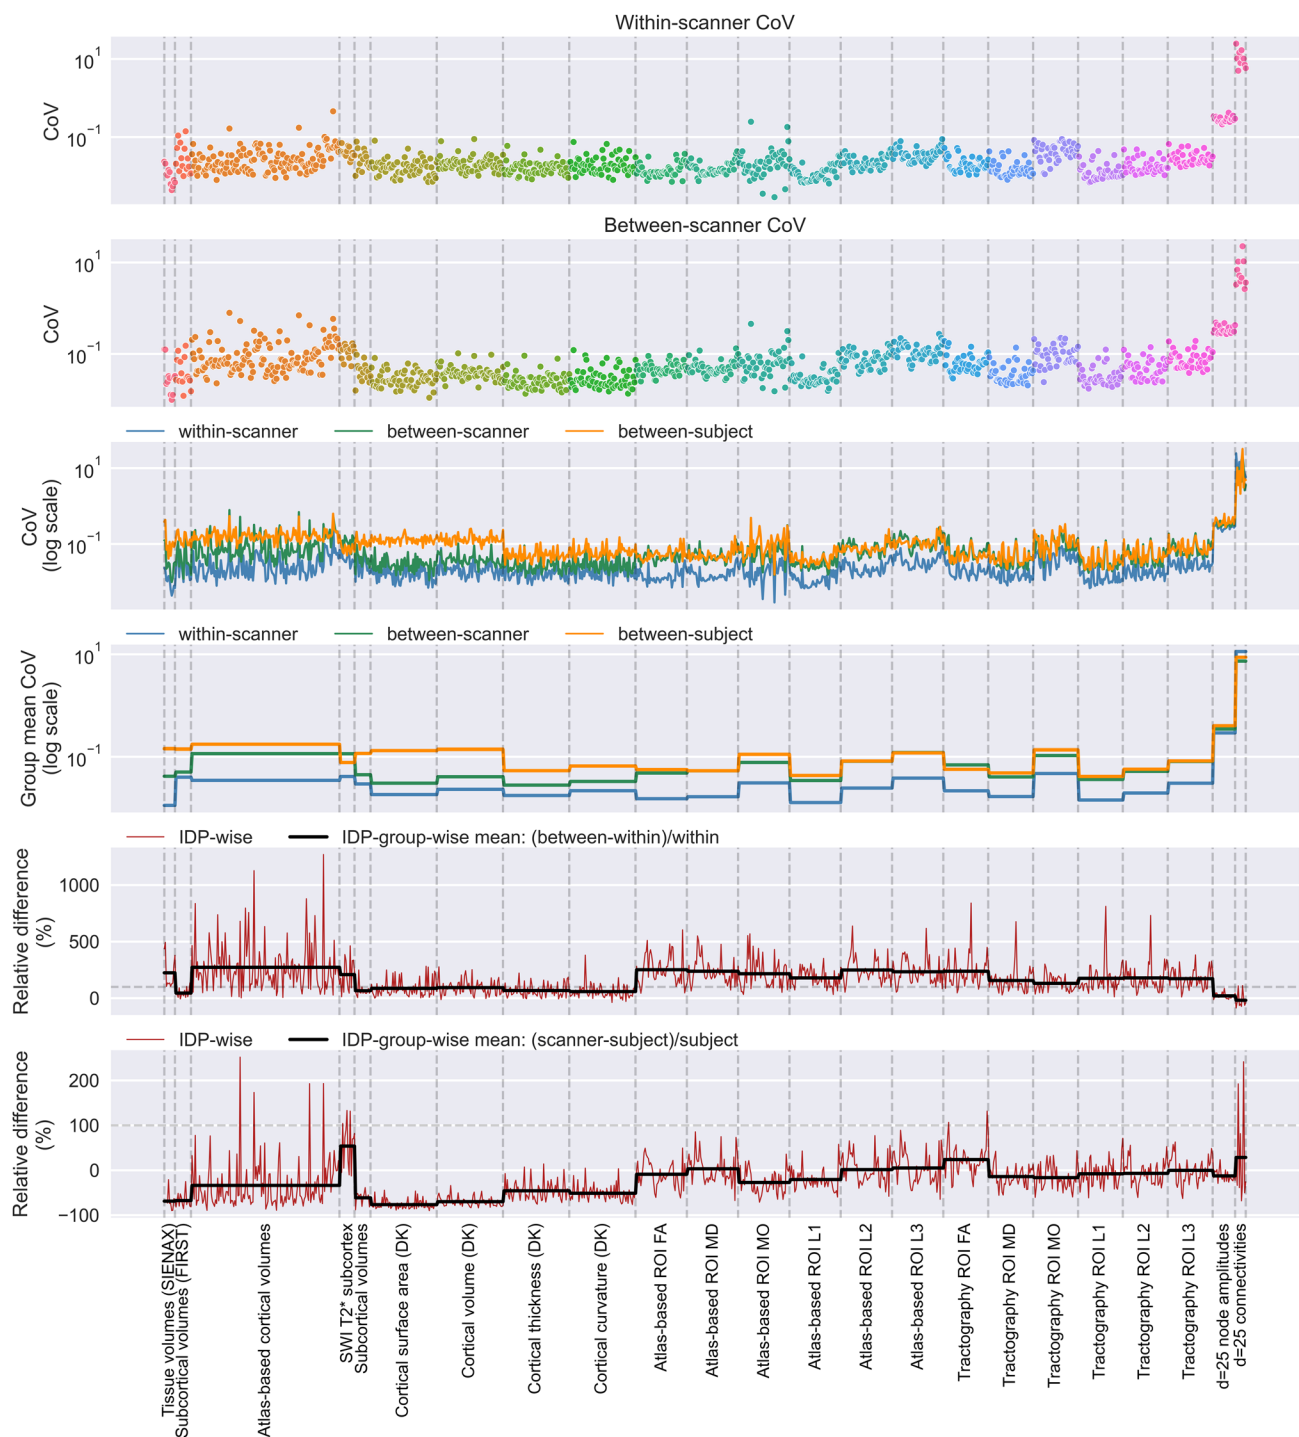 Within-scanner CoV
CoV
10^1
10^-1
Between-scanner CoV
CoV
10^1
10^-1
within-scanner between-scanner between-subject
CoV
(log scale)
10^1
10^-1
within-scanner between-scanner between-subject
Group mean CoV
(log scale)
10^1
10^-1
IDP-wise IDP-group-wise mean: (between-within)/within
Relative difference
(%)
1000
500
0
IDP-wise IDP-group-wise mean: (scanner-subject)/subject
Relative difference
(%)
200
100
0
−100
Tissue volumes (SIENAX)
Subcortical volumes (FIRST)
Atlas-based cortical volumes
SWI T2* subcortex
Subcortical volumes
Cortical surface area (DK)
Cortical volume (DK)
Cortical thickness (DK)
Cortical curvature (DK)
Atlas-based ROI FA
Atlas-based ROI MD
Atlas-based ROI MO
Atlas-based ROI L1
Atlas-based ROI L2
Atlas-based ROI L3
Tractography ROI FA
Tractography ROI MD
Tractography ROI MO
Tractography ROI L1
Tractography ROI L2
Tractography ROI L3
d=25 node amplitudes
d=25 connectivities